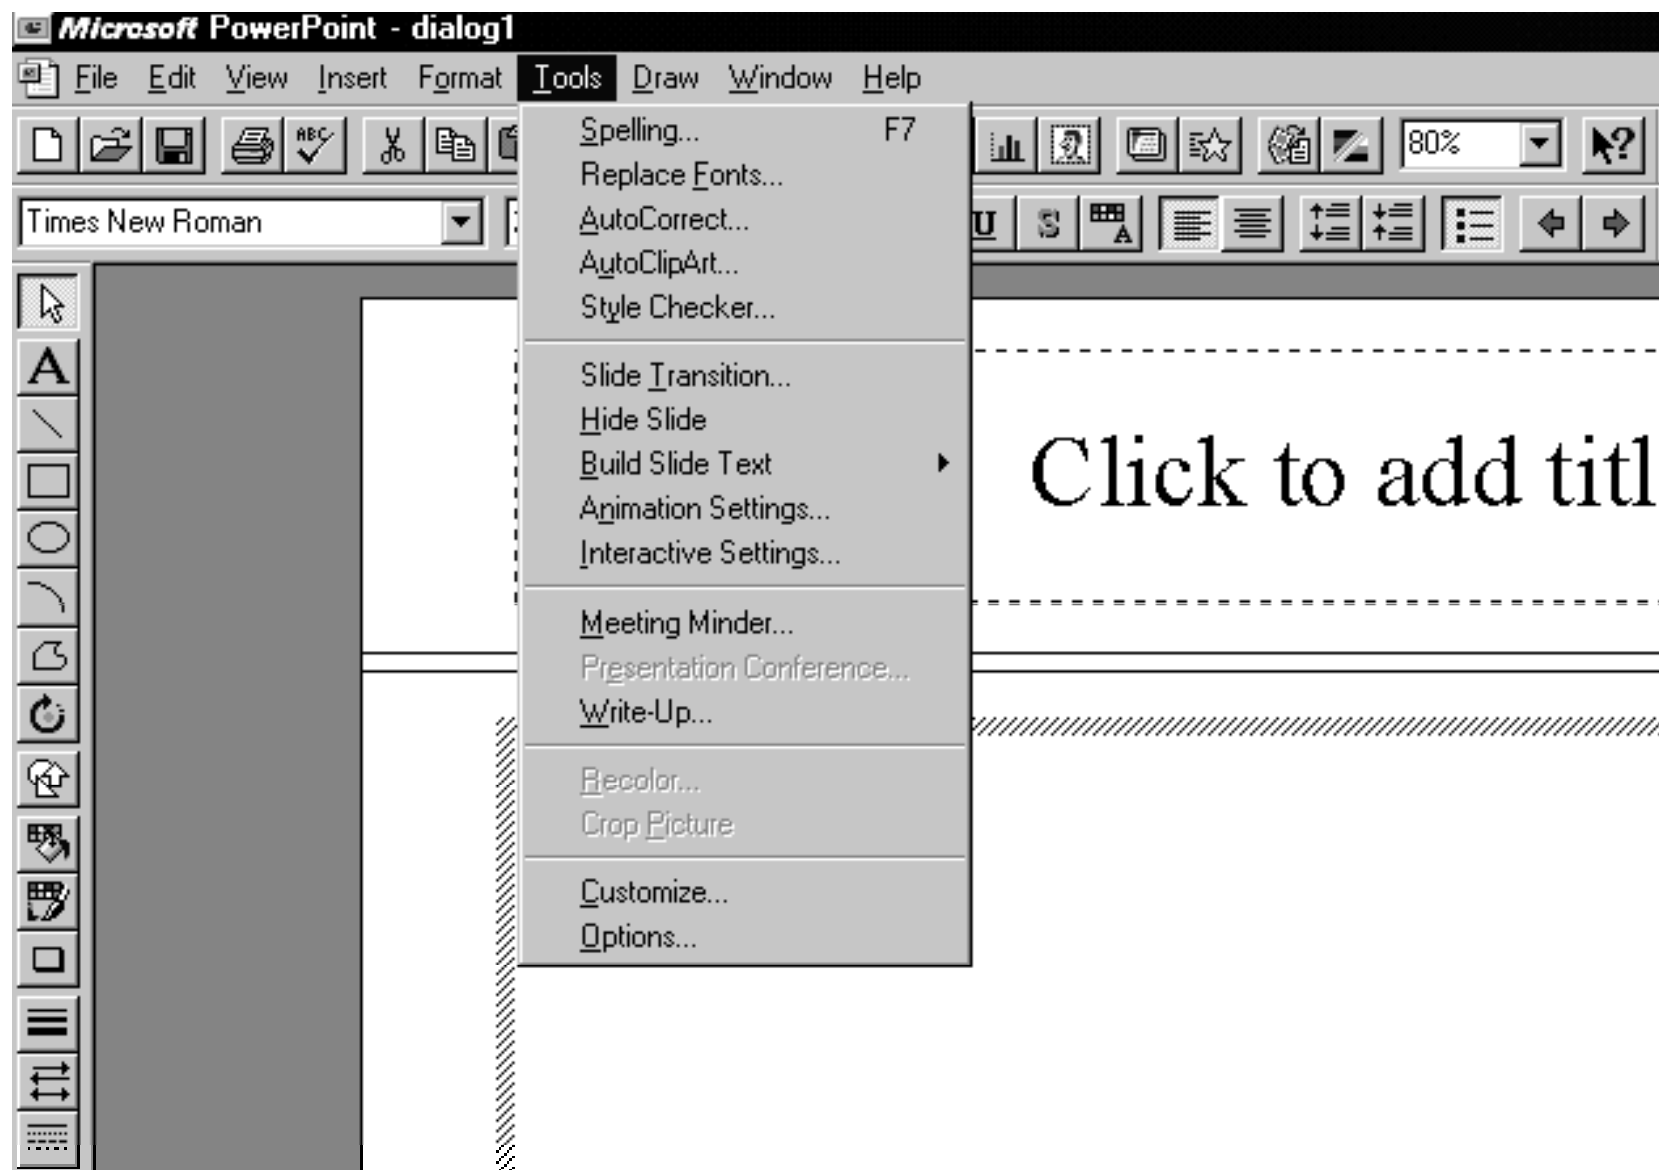 Microsoft PowerPoint - dialog1
File Edit View Insert Format Tools Draw Window Help
ABC
80%
?
Times New Roman
U S A
A
Spelling... F7
Replace Fonts...
AutoCorrect...
AutoClipArt...
Style Checker...
Slide Transition...
Hide Slide
Build Slide Text
Animation Settings...
Interactive Settings...
Meeting Minder...
Presentation Conference...
Write-Up...
Recolor...
Crop Picture
Customize...
Options...
Click to add titl